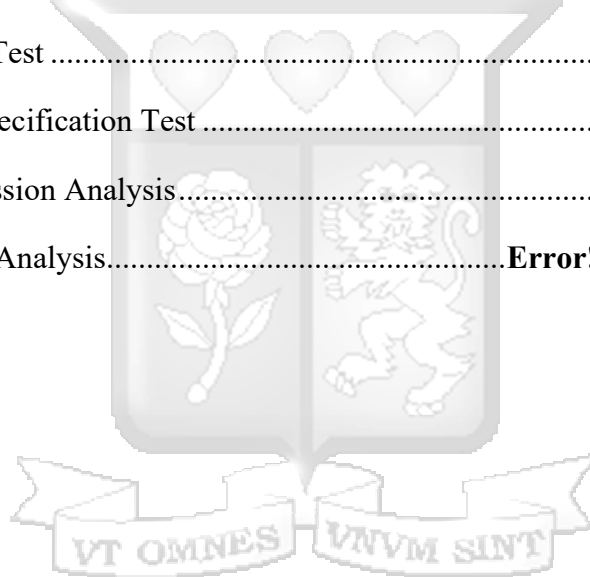 Test ................................................................
ecification Test ..................................................
ssion Analysis.....................................................
Analysis..................................................Error!
VT OMNES VNVM SINT